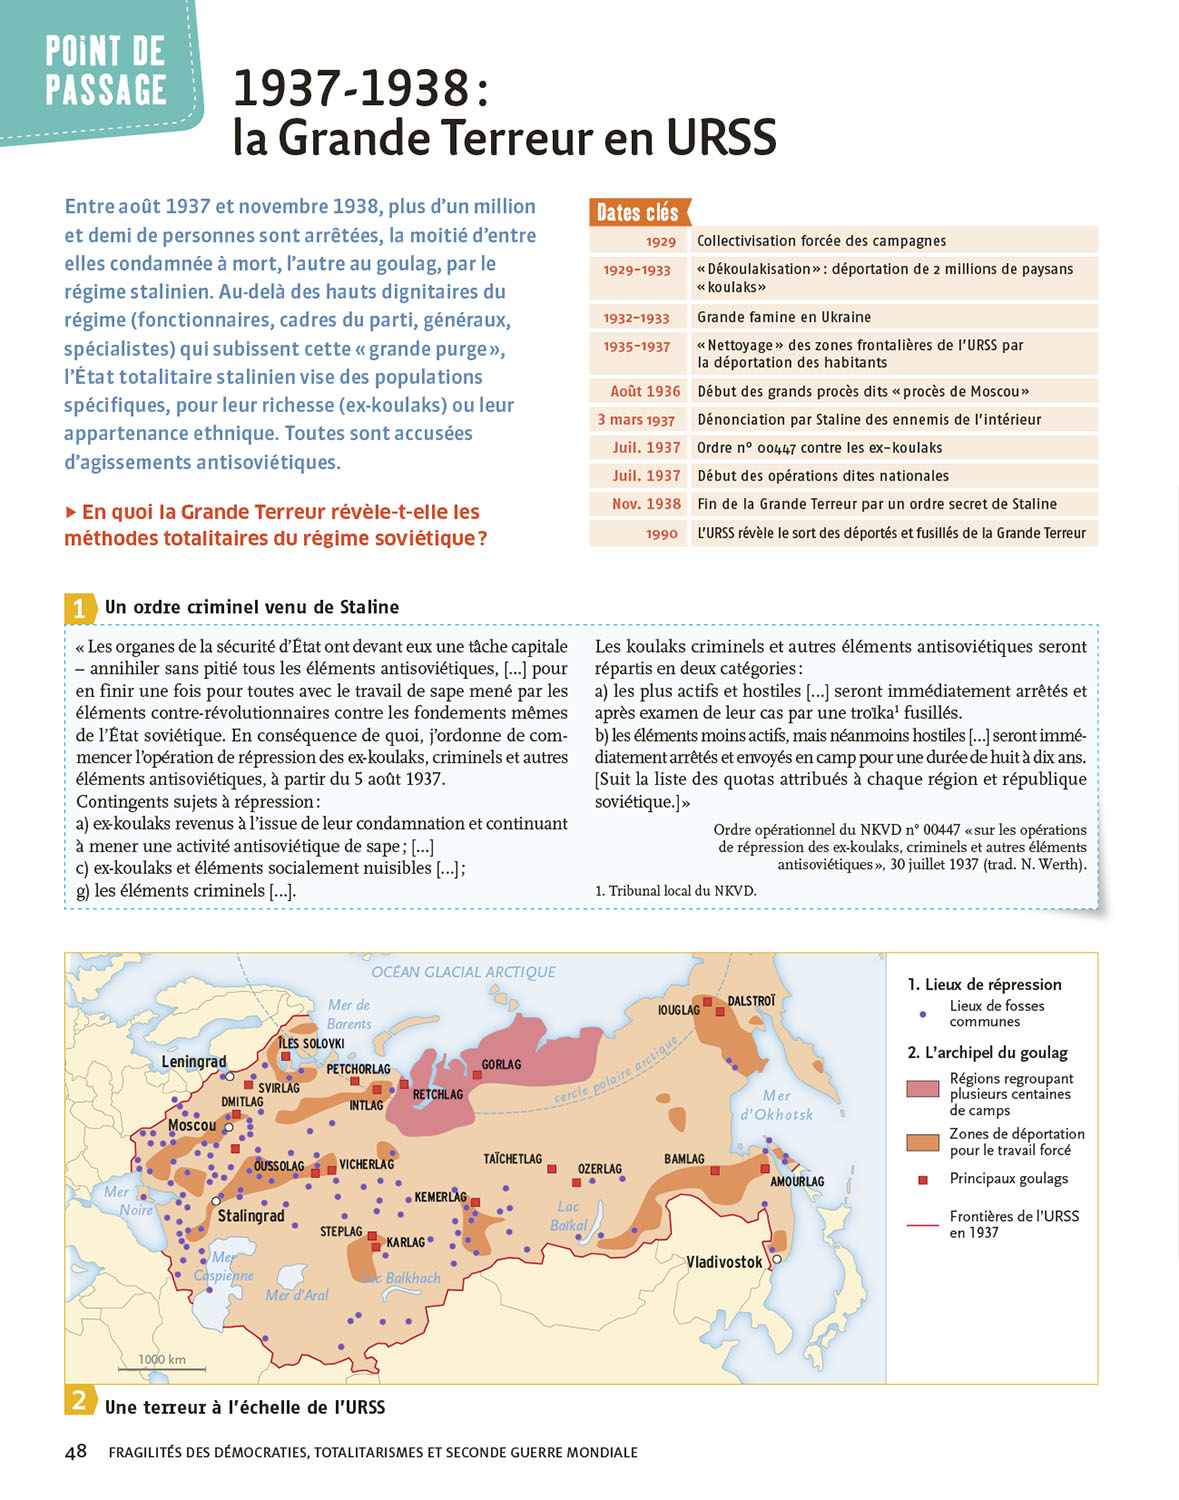 POINT DE
PASSAGE
1937-1938 :
la Grande Terreur en URSS
Entre août 1937 et novembre 1938, plus d'un million
et demi de personnes sont arrêtées, la moitié d'entre
elles condamnée à mort, l'autre au goulag, par le
régime stalinien. Au-delà des hauts dignitaires du
régime (fonctionnaires, cadres du parti, généraux,
spécialistes) qui subissent cette « grande purge »,
l'État totalitaire stalinien vise des populations
spécifiques, pour leur richesse (ex-koulaks) ou leur
appartenance ethnique. Toutes sont accusées
d'agissements antisoviétiques.
▶ En quoi la Grande Terreur révèle-t-elle les
méthodes totalitaires du régime soviétique ?
Dates clés
1929 Collectivisation forcée des campagnes
1929-1933 « Dékoulakisation » : déportation de 2 millions de paysans
« koulaks »
1932-1933 Grande famine en Ukraine
1935-1937 « Nettoyage » des zones frontalières de l'URSS par
la déportation des habitants
Août 1936 Début des grands procès dits « procès de Moscou »
3 mars 1937 Dénonciation par Staline des ennemis de l'intérieur
Juil. 1937 Ordre n° 00447 contre les ex-koulaks
Juil. 1937 Début des opérations dites nationales
Nov. 1938 Fin de la Grande Terreur par un ordre secret de Staline
1990 L'URSS révèle le sort des déportés et fusillés de la Grande Terreur
1 Un ordre criminel venu de Staline
« Les organes de la sécurité d'État ont devant eux une tâche capitale
– annihiler sans pitié tous les éléments antisoviétiques, [...] pour
en finir une fois pour toutes avec le travail de sape mené par les
éléments contre-révolutionnaires contre les fondements mêmes
de l'État soviétique. En conséquence de quoi, j'ordonne de com-
mencer l'opération de répression des ex-koulaks, criminels et autres
éléments antisoviétiques, à partir du 5 août 1937.
Contingents sujets à répression :
a) ex-koulaks revenus à l'issue de leur condamnation et continuant
à mener une activité antisoviétique de sape ; [...]
c) ex-koulaks et éléments socialement nuisibles [...] ;
g) les éléments criminels [...].
Les koulaks criminels et autres éléments antisoviétiques seront
répartis en deux catégories :
a) les plus actifs et hostiles [...] seront immédiatement arrêtés et
après examen de leur cas par une troïka¹ fusillés.
b) les éléments moins actifs, mais néanmoins hostiles [...] seront immé-
diatement arrêtés et envoyés en camp pour une durée de huit à dix ans.
[Suit la liste des quotas attribués à chaque région et république
soviétique.] »
Ordre opérationnel du NKVD n° 00447 « sur les opérations
de répression des ex-koulaks, criminels et autres éléments
antisoviétiques », 30 juillet 1937 (trad. N. Werth).
1. Tribunal local du NKVD.
OCÉAN GLACIAL ARCTIQUE
Mer de
Barents
IOUGLAG
DALSTROÏ
ÎLES SOLOVKI
Leningrad
PETCHORLAG
GORLAG
cercle polaire arctique
SVIRLAG
RETCHLAG
INTLAG
DMITLAG
Moscou
Mer
d'Okhotsk
OUSSOLAG
VICHERLAG
TAÏCHETLAG
OZERLAG
BAMLAG
AMOURLAG
Mer
Noire
KEMERLAG
Stalingrad
Lac
Baïkal
STEPLAG
KARLAG
Mer
Caspienne
Lac Balkhach
Mer d'Aral
Vladivostok
1000 km
1. Lieux de répression
Lieux de fosses
communes
2. L'archipel du goulag
Régions regroupant
plusieurs centaines
de camps
Zones de déportation
pour le travail forcé
Principaux goulags
Frontières de l'URSS
en 1937
2 Une terreur à l'échelle de l'URSS
48 FRAGILITÉS DES DÉMOCRATIES, TOTALITARISMES ET SECONDE GUERRE MONDIALE